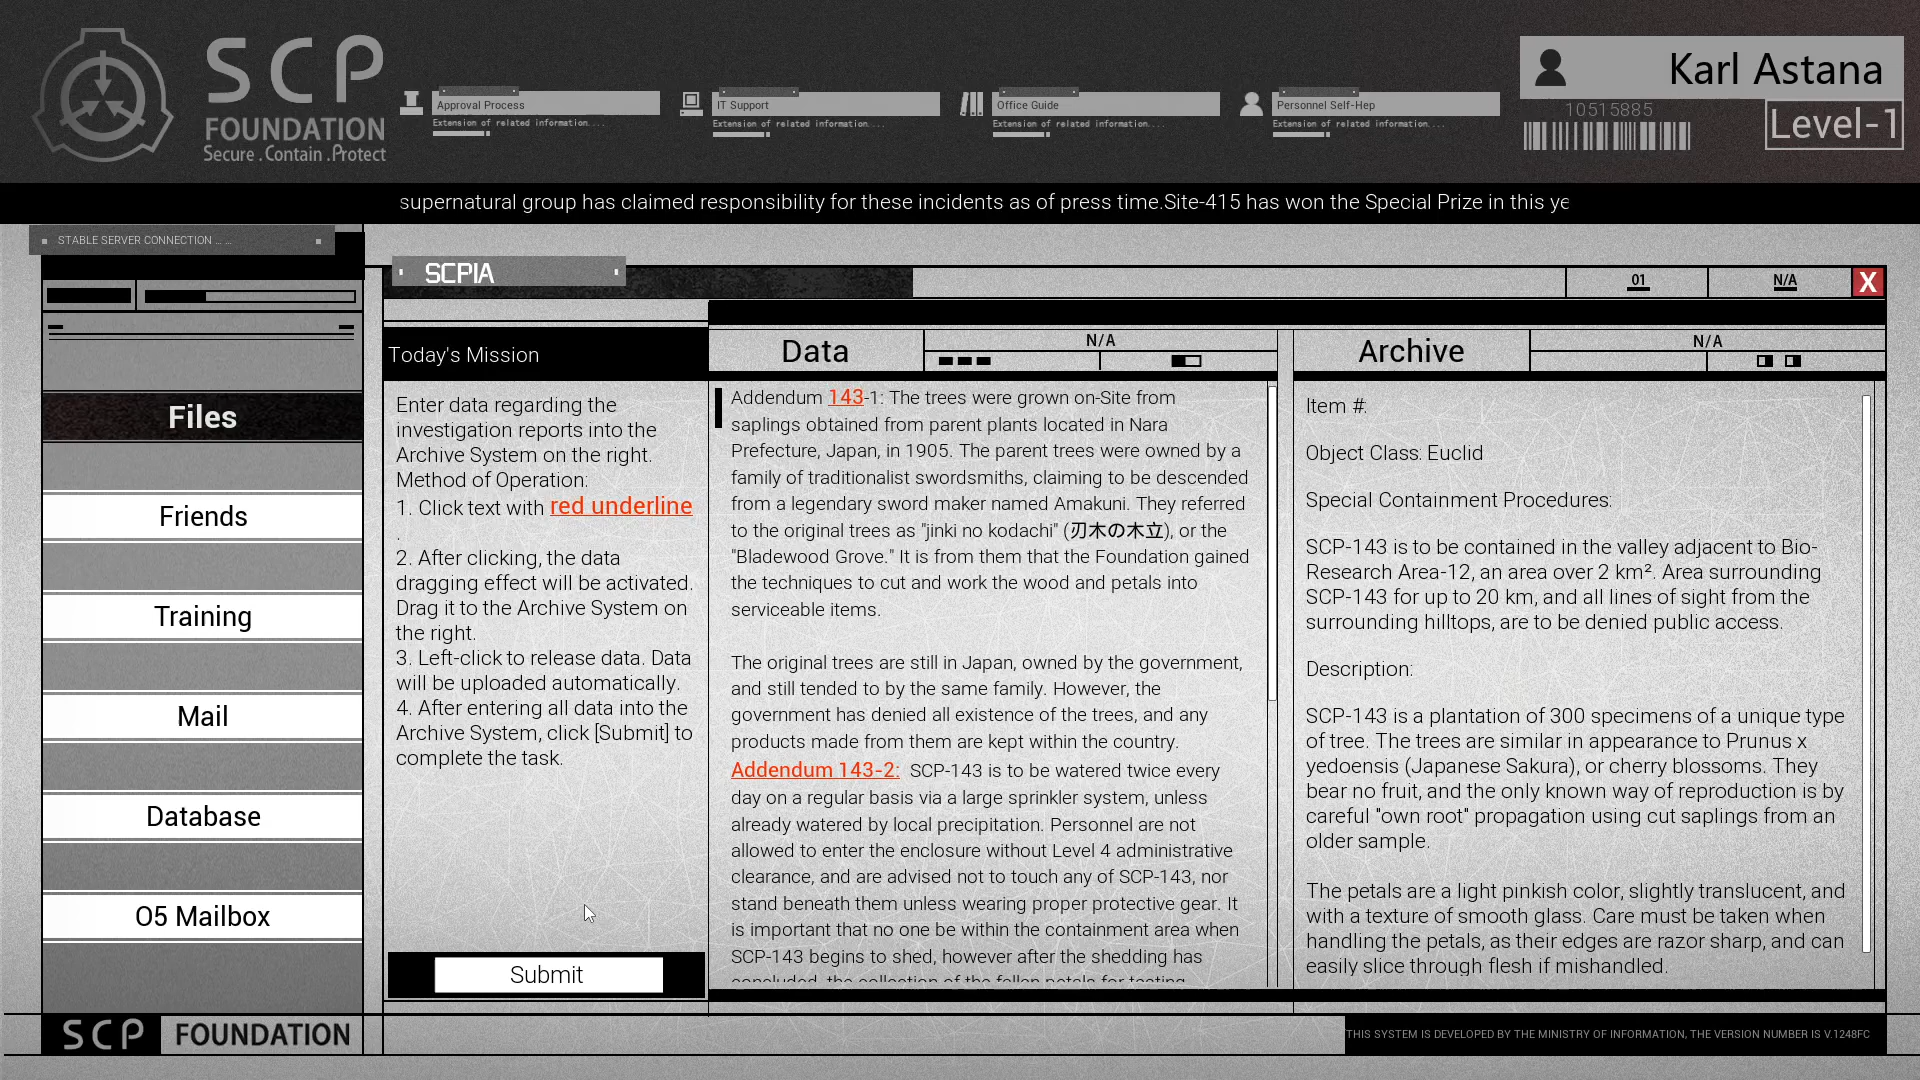 SCP
FOUNDATION
Secure . Contain . Protect
Approval Process
Extension of related information....
IT Support
Extension of related information....
Office Guide
Extension of related information....
Personnel Self-Hep
Extension of related information....
Karl Astana
10515885
Level-1
supernatural group has claimed responsibility for these incidents as of press time.Site-415 has won the Special Prize in this ye
STABLE SERVER CONNECTION ... ...
SCPIA
01
N/A
X
Files
Friends
Training
Mail
Database
O5 Mailbox
Today's Mission
Enter data regarding the
investigation reports into the
Archive System on the right.
Method of Operation:
1. Click text with red underline
.
2. After clicking, the data
dragging effect will be activated.
Drag it to the Archive System on
the right.
3. Left-click to release data. Data
will be uploaded automatically.
4. After entering all data into the
Archive System, click [Submit] to
complete the task.
Submit
Data
N/A
Addendum 143-1: The trees were grown on-Site from
saplings obtained from parent plants located in Nara
Prefecture, Japan, in 1905. The parent trees were owned by a
family of traditionalist swordsmiths, claiming to be descended
from a legendary sword maker named Amakuni. They referred
to the original trees as "jinki no kodachi" (刃木の木立), or the
"Bladewood Grove." It is from them that the Foundation gained
the techniques to cut and work the wood and petals into
serviceable items.
The original trees are still in Japan, owned by the government,
and still tended to by the same family. However, the
government has denied all existence of the trees, and any
products made from them are kept within the country.
Addendum 143-2: SCP-143 is to be watered twice every
day on a regular basis via a large sprinkler system, unless
already watered by local precipitation. Personnel are not
allowed to enter the enclosure without Level 4 administrative
clearance, and are advised not to touch any of SCP-143, nor
stand beneath them unless wearing proper protective gear. It
is important that no one be within the containment area when
SCP-143 begins to shed, however after the shedding has
concluded, the collection of the fallen petals for testing
Archive
N/A
Item #:
Object Class: Euclid
Special Containment Procedures:
SCP-143 is to be contained in the valley adjacent to Bio-
Research Area-12, an area over 2 km². Area surrounding
SCP-143 for up to 20 km, and all lines of sight from the
surrounding hilltops, are to be denied public access.
Description:
SCP-143 is a plantation of 300 specimens of a unique type
of tree. The trees are similar in appearance to Prunus x
yedoensis (Japanese Sakura), or cherry blossoms. They
bear no fruit, and the only known way of reproduction is by
careful "own root" propagation using cut saplings from an
older sample.
The petals are a light pinkish color, slightly translucent, and
with a texture of smooth glass. Care must be taken when
handling the petals, as their edges are razor sharp, and can
easily slice through flesh if mishandled.
SCP FOUNDATION
THIS SYSTEM IS DEVELOPED BY THE MINISTRY OF INFORMATION, THE VERSION NUMBER IS V.1248FC